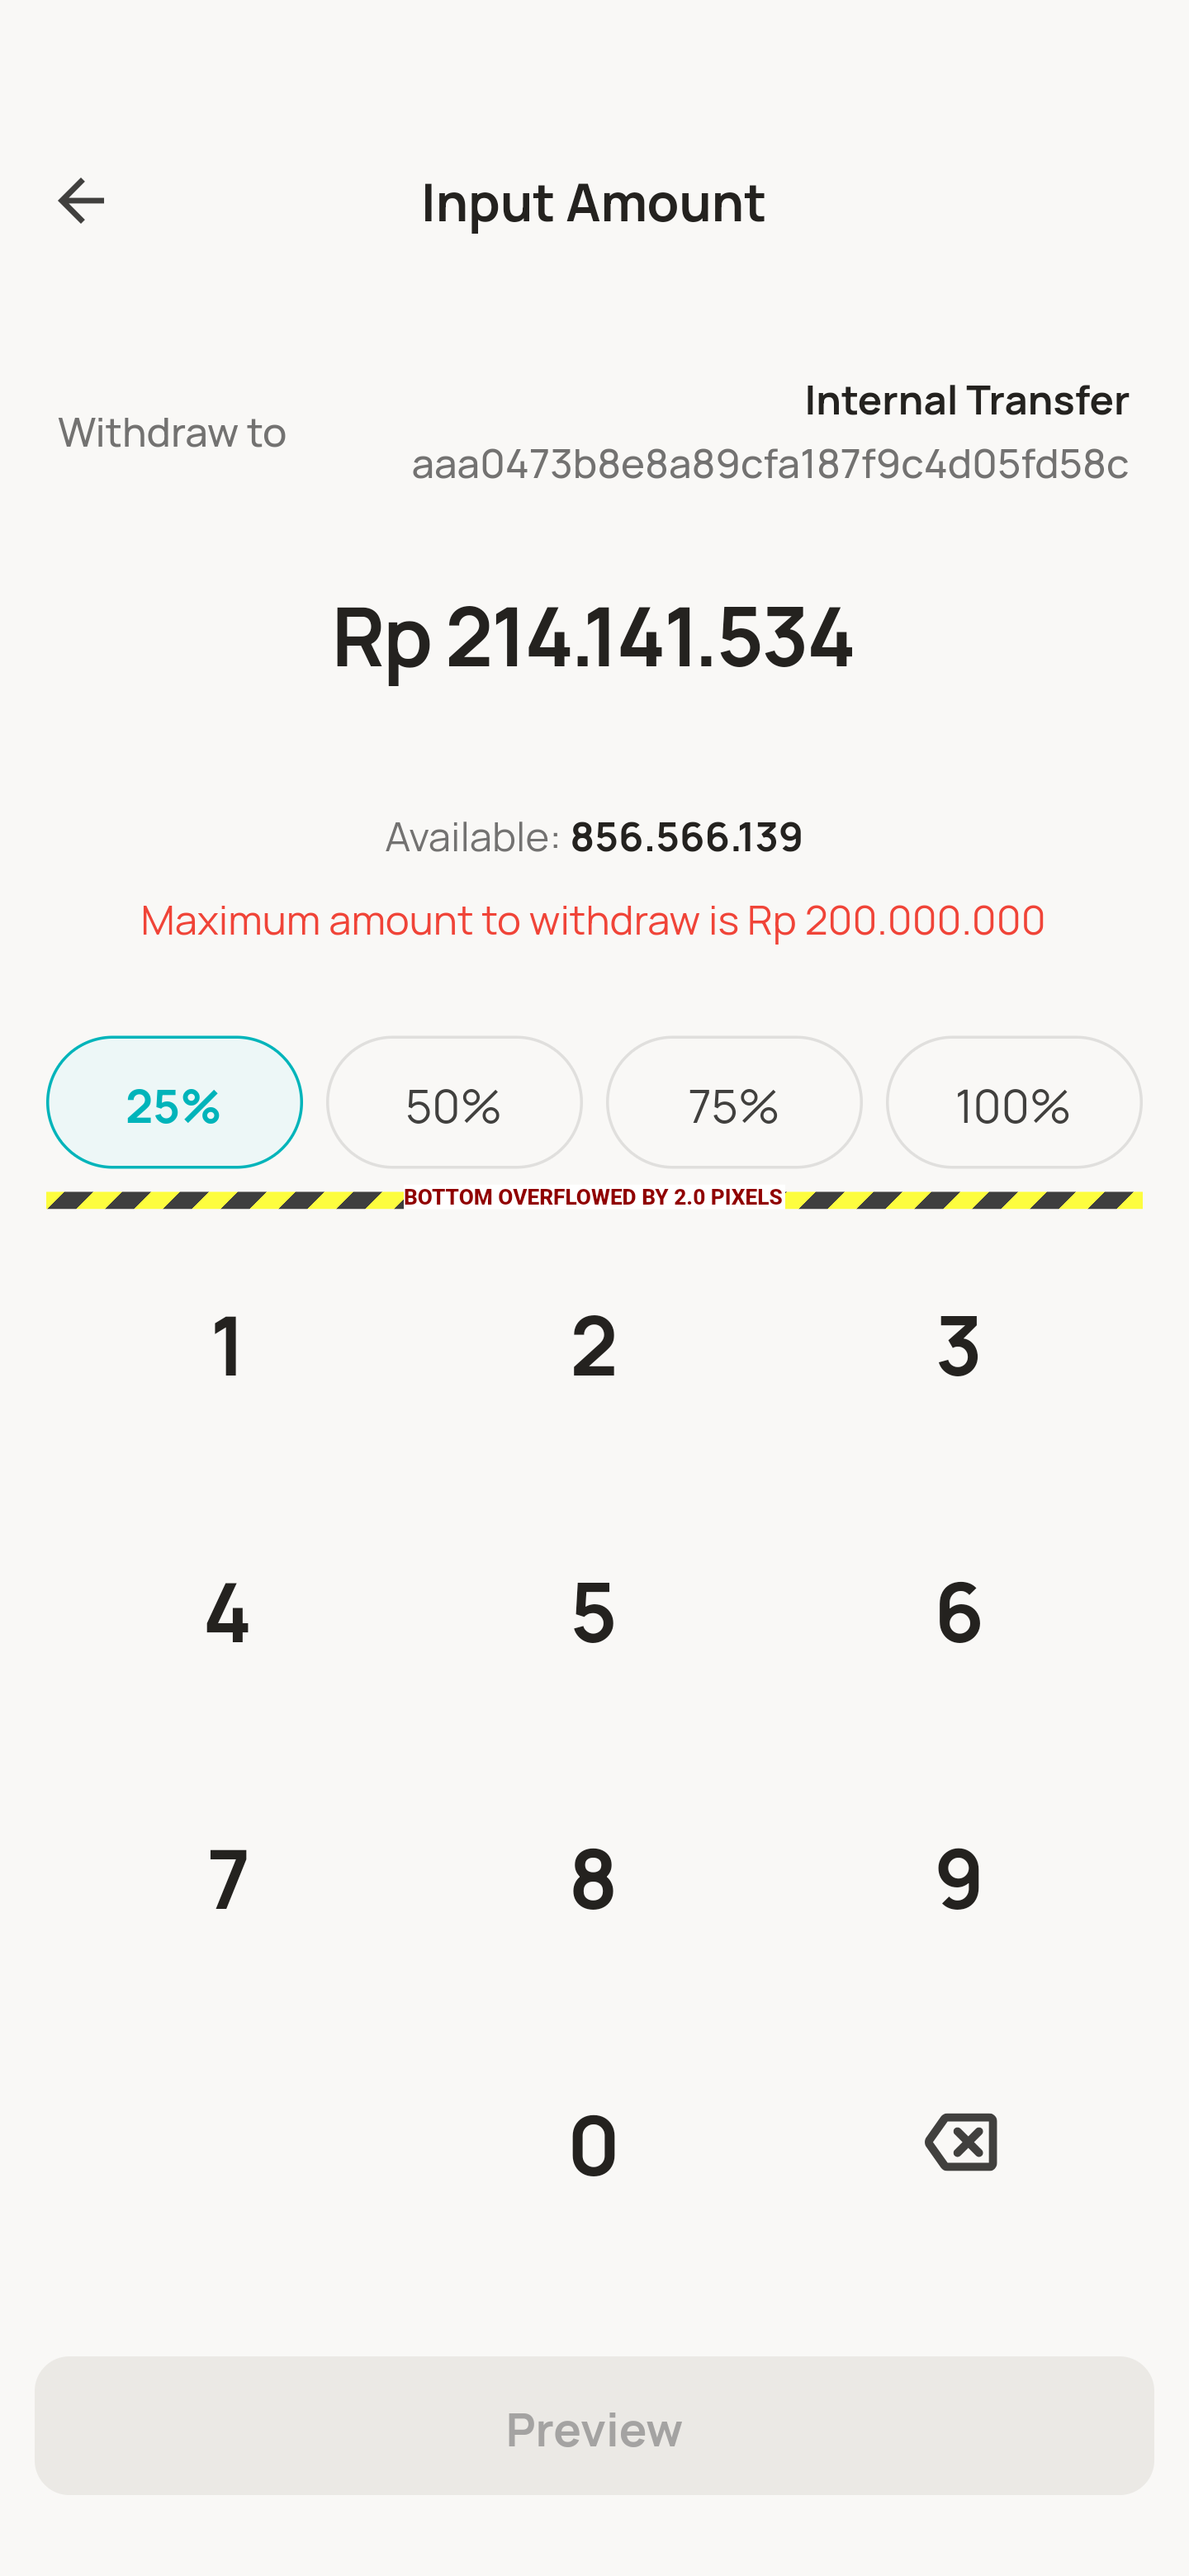 Input Amount
Withdraw to
Internal Transfer
aaa0473b8e8a89cfa187f9c4d05fd58c
Rp 214.141.534
Available: 856.566.139
Maximum amount to withdraw is Rp 200.000.000
25% 50% 75% 100%
BOTTOM OVERFLOWED BY 2.0 PIXELS
1 2 3
4 5 6
7 8 9
0
Preview